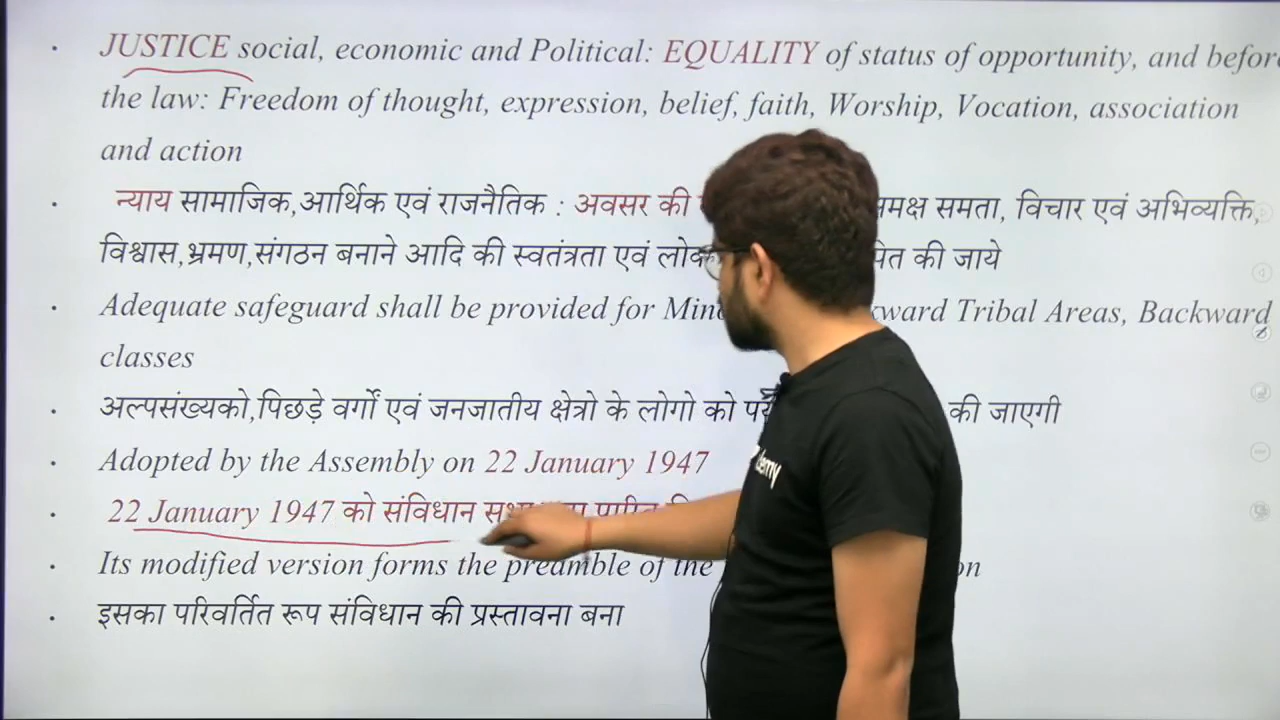 JUSTICE social, economic and Political: EQUALITY of status of opportunity, and before
the law: Freedom of thought, expression, belief, faith, Worship, Vocation, association
and action
न्याय सामाजिक,आर्थिक एवं राजनैतिक : अवसर की समक्ष समता, विचार एवं अभिव्यक्ति,
विश्वास,भ्रमण,संगठन बनाने आदि की स्वतंत्रता एवं की जाये
Adequate safeguard shall be provided for Tribal Areas, Backward
classes
अल्पसंख्यको,पिछड़े वर्गों एवं जनजातीय क्षेत्रो के लोगो को की जाएगी
Adopted by the Assembly on 22 January 1947
22 January 1947 को संविधान
Its modified version forms the preamble of the
इसका परिवर्तित रूप संविधान की प्रस्तावना बना